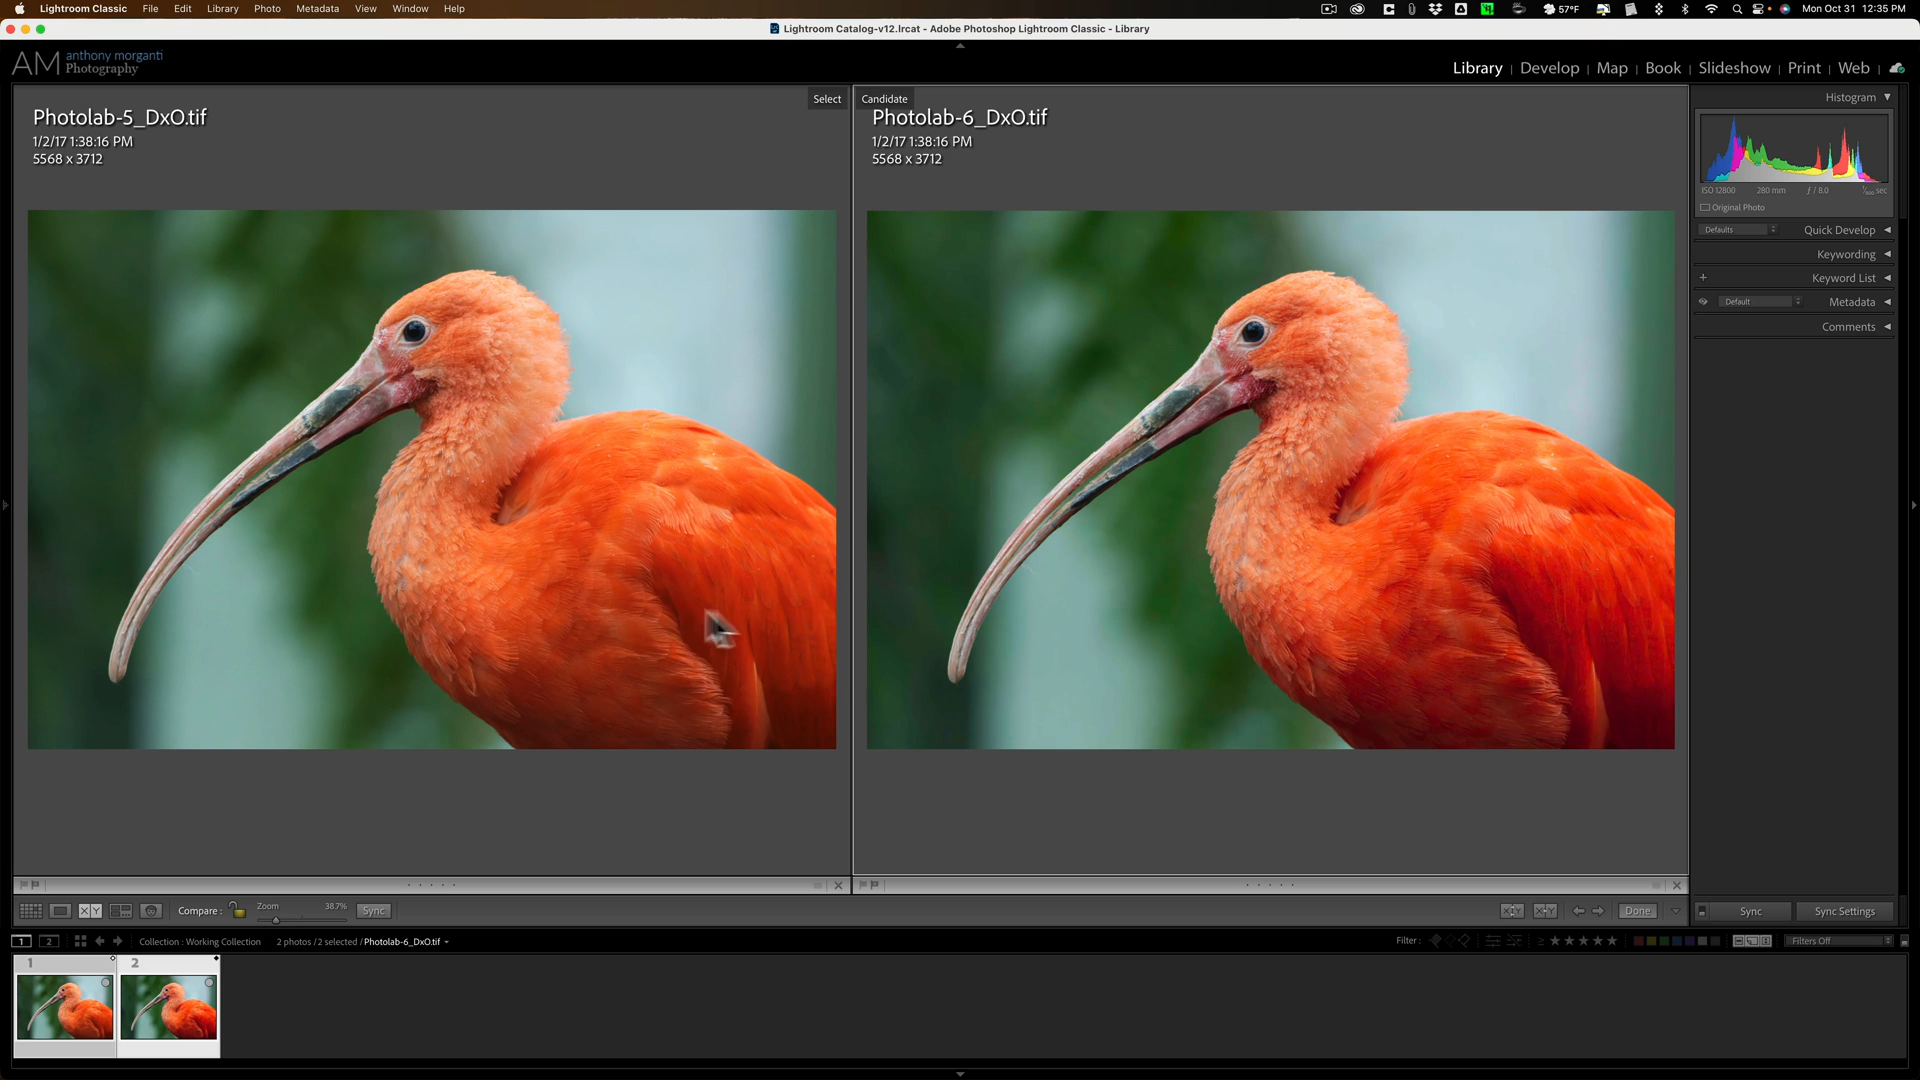 Lightroom Classic File Edit Library Photo Metadata View Window Help 57°F Mon Oct 31 12:35 PM
Lightroom Catalog-v12.lrcat - Adobe Photoshop Lightroom Classic - Library
AM anthony morganti
Photography
Library | Develop | Map | Book | Slideshow | Print | Web |
Select
Photolab-5_DxO.tif
1/2/17 1:38:16 PM
5568 x 3712
Candidate
Photolab-6_DxO.tif
1/2/17 1:38:16 PM
5568 x 3712
Histogram
ISO 12800 280 mm ƒ / 8.0 sec
Original Photo
Defaults Quick Develop
Keywording
+ Keyword List
Default Metadata
Comments
X Y Compare : Zoom 38.7% Sync
Done
Sync Sync Settings
1 2 Collection : Working Collection 2 photos / 2 selected / Photolab-6_DxO.tif
Filter : Filters Off
1 2